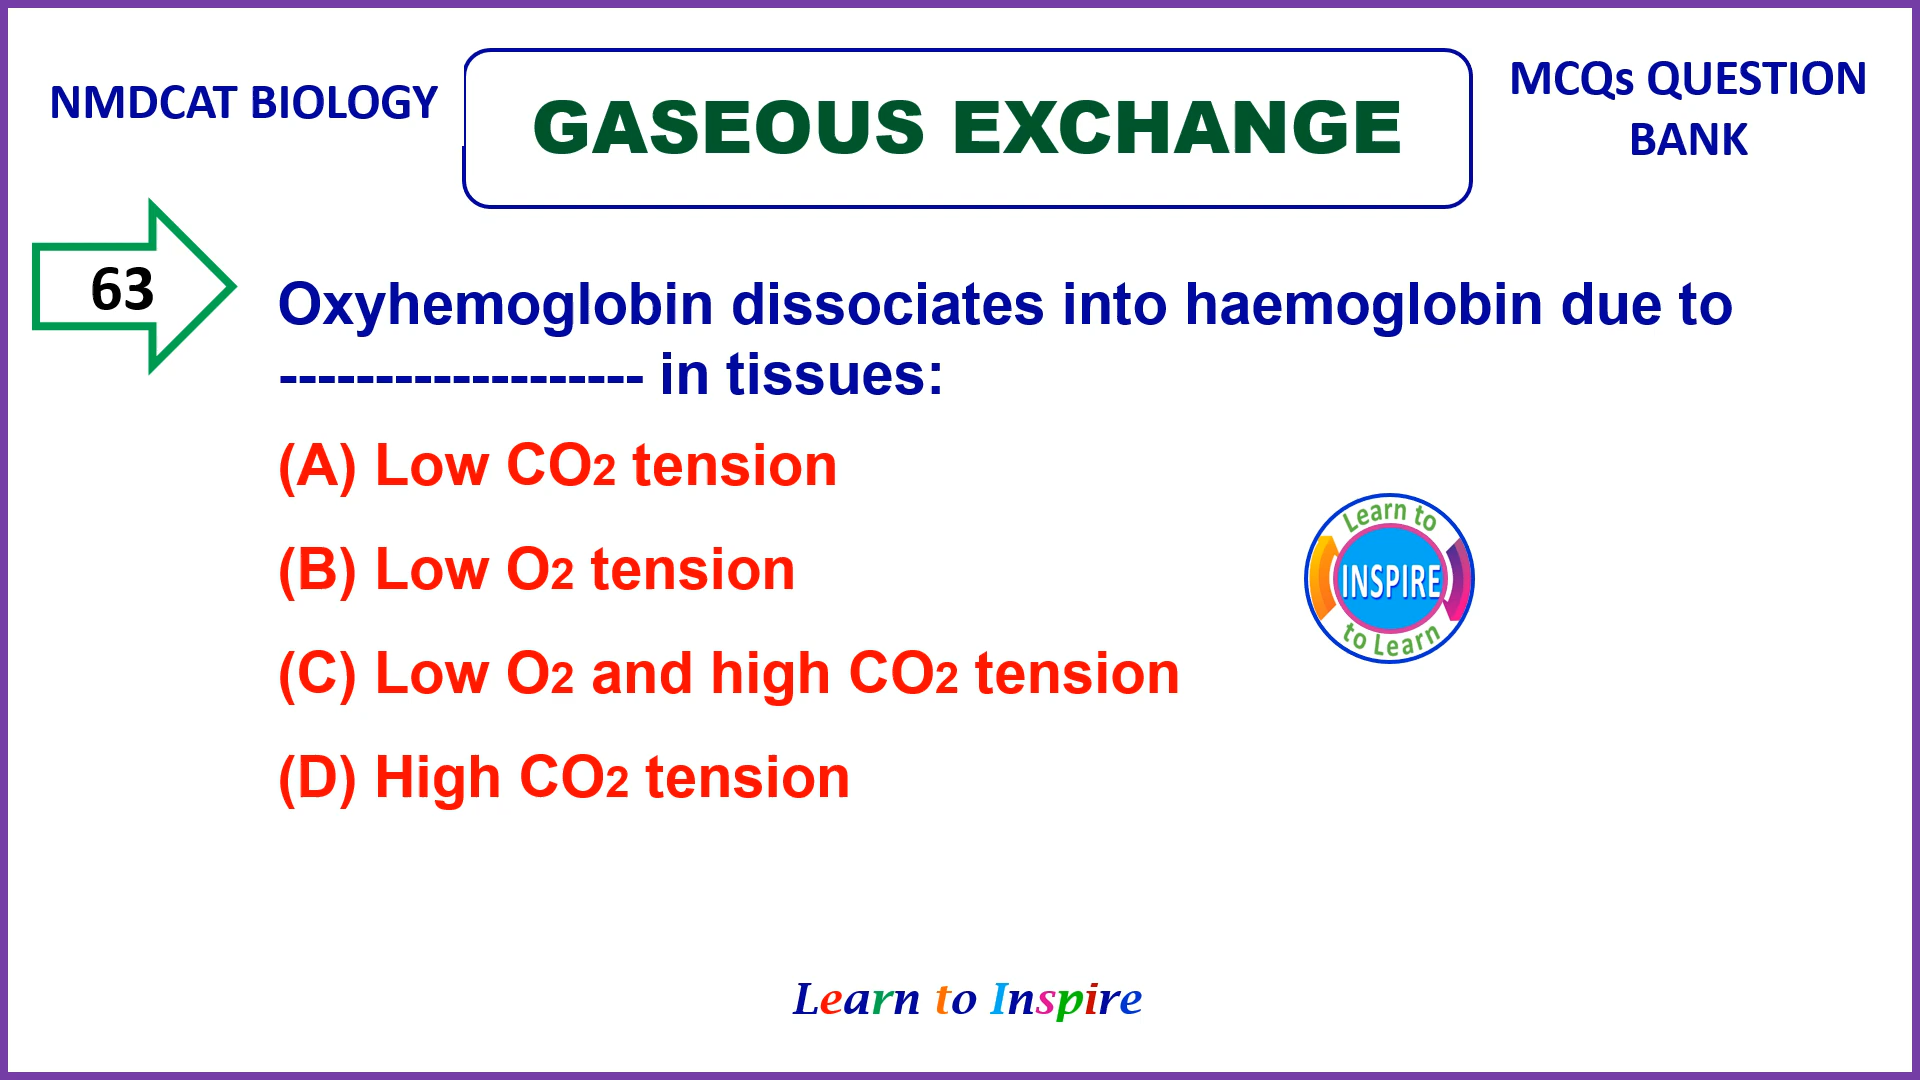 NMDCAT BIOLOGY
GASEOUS EXCHANGE
MCQs QUESTION
BANK
63
Oxyhemoglobin dissociates into haemoglobin due to
------------------- in tissues:
(A) Low CO2 tension
(B) Low O2 tension
(C) Low O2 and high CO2 tension
(D) High CO2 tension
Learn to
INSPIRE
to Learn
Learn to Inspire